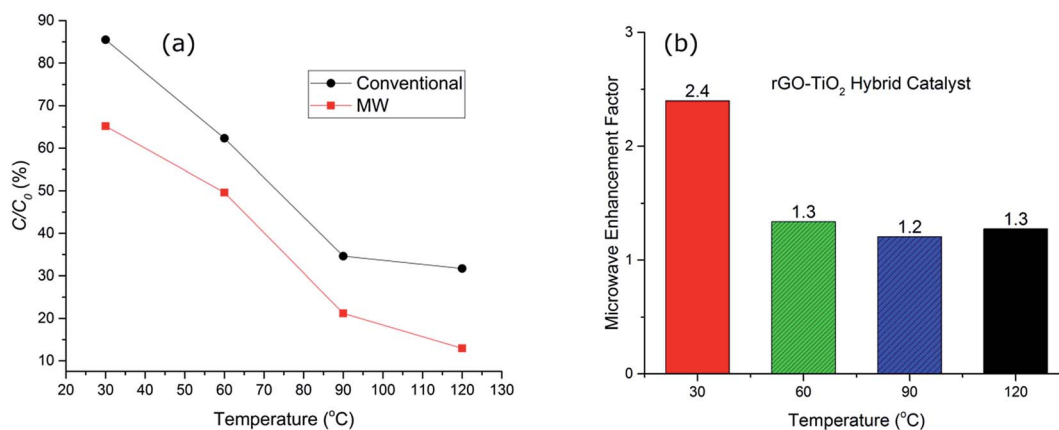 (a)
Conventional
MW
C/C₀ (%)
90
80
70
60
50
40
30
20
10
20 30 40 50 60 70 80 90 100 110 120 130
Temperature (°C)
(b)
rGO-TiO₂ Hybrid Catalyst
Microwave Enhancement Factor
3
2
1
0
2.4
1.3
1.2
1.3
30 60 90 120
Temperature (°C)